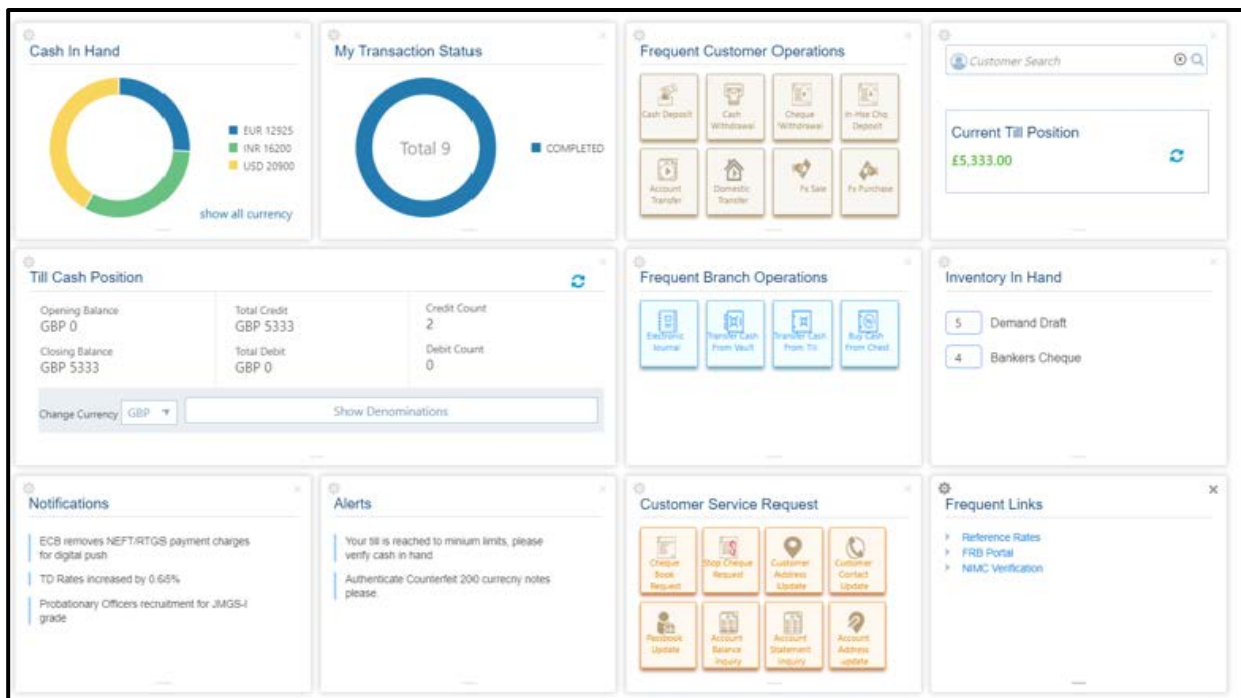 Cash In Hand
EUR 12925
INR 16200
USD 20900
show all currency
My Transaction Status
Total 9
COMPLETED
Frequent Customer Operations
Cash Deposit
Cash
Withdrawal
Cheque
Withdrawal
In-Hse Chq
Deposit
Account
Transfer
Domestic
Transfer
Fx Sale
Fx Purchase
Customer Search
Current Till Position
£5,333.00
Till Cash Position
Opening Balance
GBP 0
Total Credit
GBP 5333
Credit Count
2
Closing Balance
GBP 5333
Total Debit
GBP 0
Debit Count
0
Change Currency
GBP
Show Denominations
Frequent Branch Operations
Electronic
Journal
Transfer Cash
From Vault
Transfer Cash
From Till
Buy Cash
From Chest
Inventory In Hand
5 Demand Draft
4 Bankers Cheque
Notifications
ECB removes NEFT/RTGS payment charges
for digital push
TD Rates increased by 0.68%
Probationary Officers recruitment for JMGS-I
grade
Alerts
Your till is reached to minium limits, please
verify cash in hand
Authenticate Counterfeit 200 currecny notes
please.
Customer Service Request
Cheque
Book
Request
Stop Cheque
Request
Customer
Address
Update
Customer
Contact
Update
Passbook
Update
Account
Balance
Inquiry
Account
Statement
Inquiry
Account
Address
update
Frequent Links
Reference Rates
FRB Portal
NIMC Verification